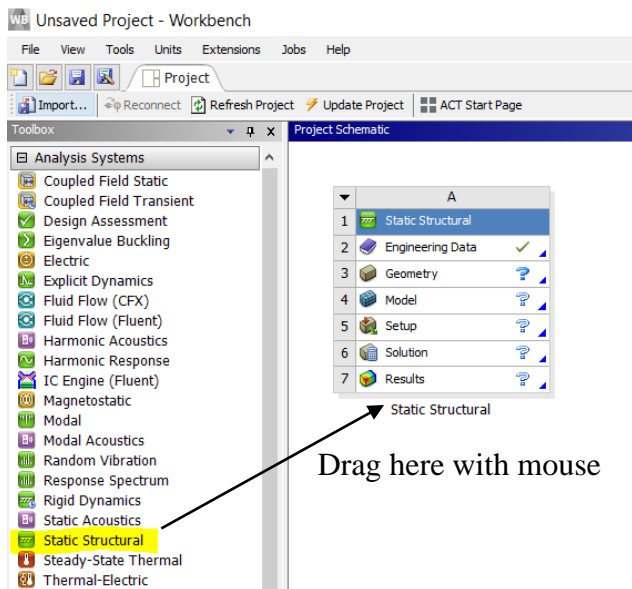 WB Unsaved Project - Workbench
File View Tools Units Extensions Jobs Help
Project
Import... Reconnect Refresh Project Update Project ACT Start Page
Toolbox
Project Schematic
Analysis Systems
Coupled Field Static
Coupled Field Transient
Design Assessment
Eigenvalue Buckling
Electric
Explicit Dynamics
Fluid Flow (CFX)
Fluid Flow (Fluent)
Harmonic Acoustics
Harmonic Response
IC Engine (Fluent)
Magnetostatic
Modal
Modal Acoustics
Random Vibration
Response Spectrum
Rigid Dynamics
Static Acoustics
Static Structural
Steady-State Thermal
Thermal-Electric
A
1 Static Structural
2 Engineering Data
3 Geometry ?
4 Model ?
5 Setup ?
6 Solution ?
7 Results ?
Static Structural
Drag here with mouse